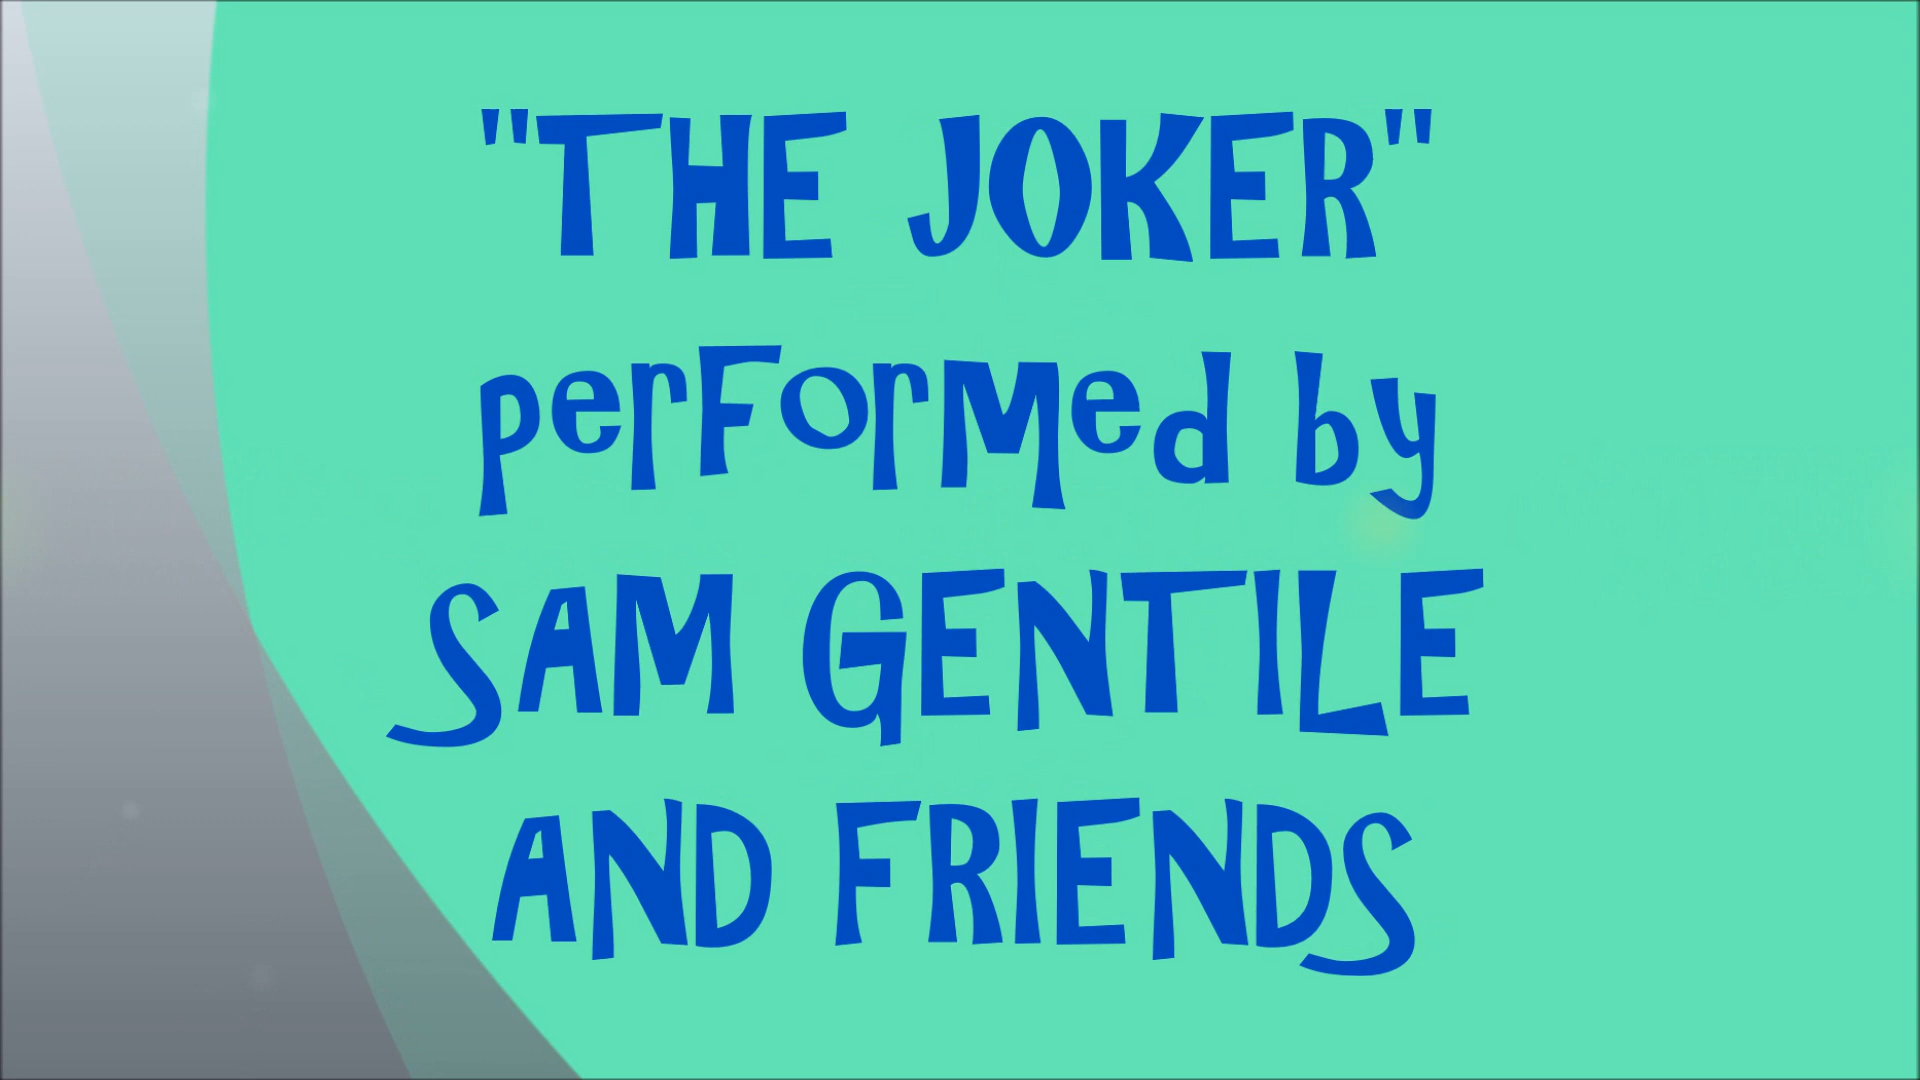 "THE JOKER"
performed by
SAM GENTILE
AND FRIENDS